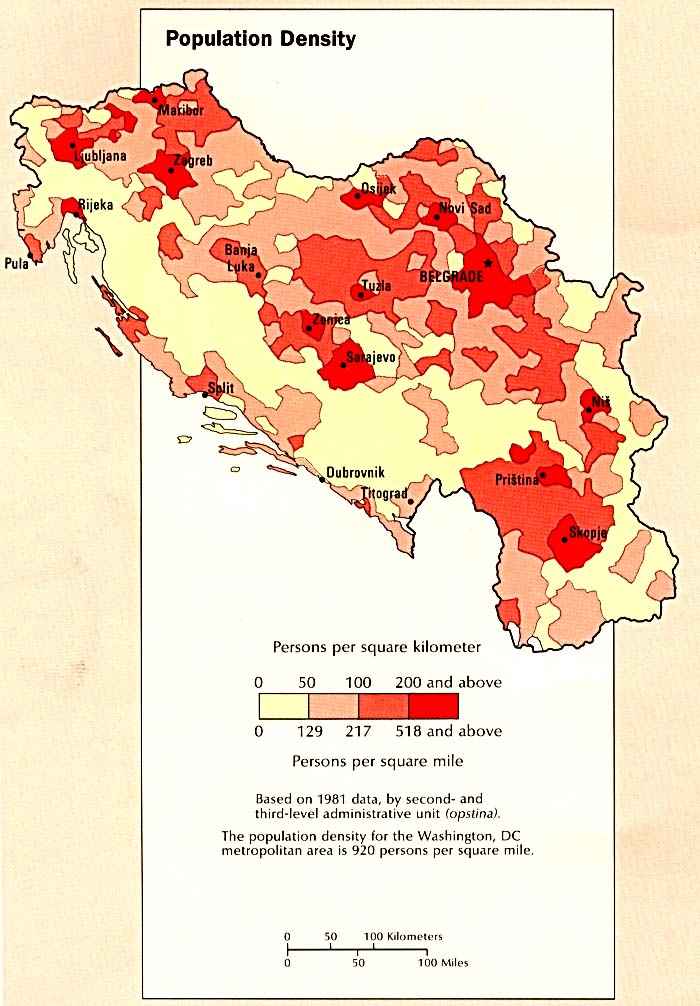 Population Density
Maribor
Ljubljana
Zagreb
Rijeka
Osijek
Novi Sad
Pula
Banja
Luka
BELGRADE
Tuzla
Zenica
Sarajevo
Split
Niš
Dubrovnik
Priština
Titograd
Skopje
Persons per square kilometer
0 50 100 200 and above
0 129 217 518 and above
Persons per square mile
Based on 1981 data, by second- and
third-level administrative unit (opstina).
The population density for the Washington, DC
metropolitan area is 920 persons per square mile.
0 50 100 Kilometers
0 50 100 Miles